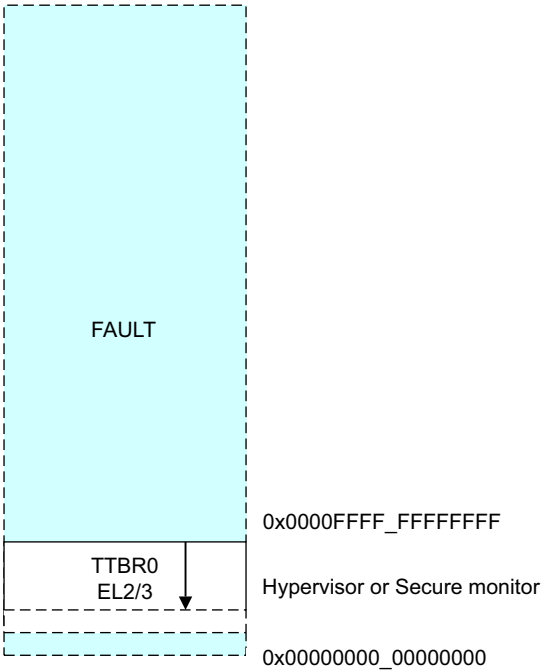 FAULT
0x0000FFFF_FFFFFFFF
TTBR0
EL2/3
Hypervisor or Secure monitor
0x00000000_00000000